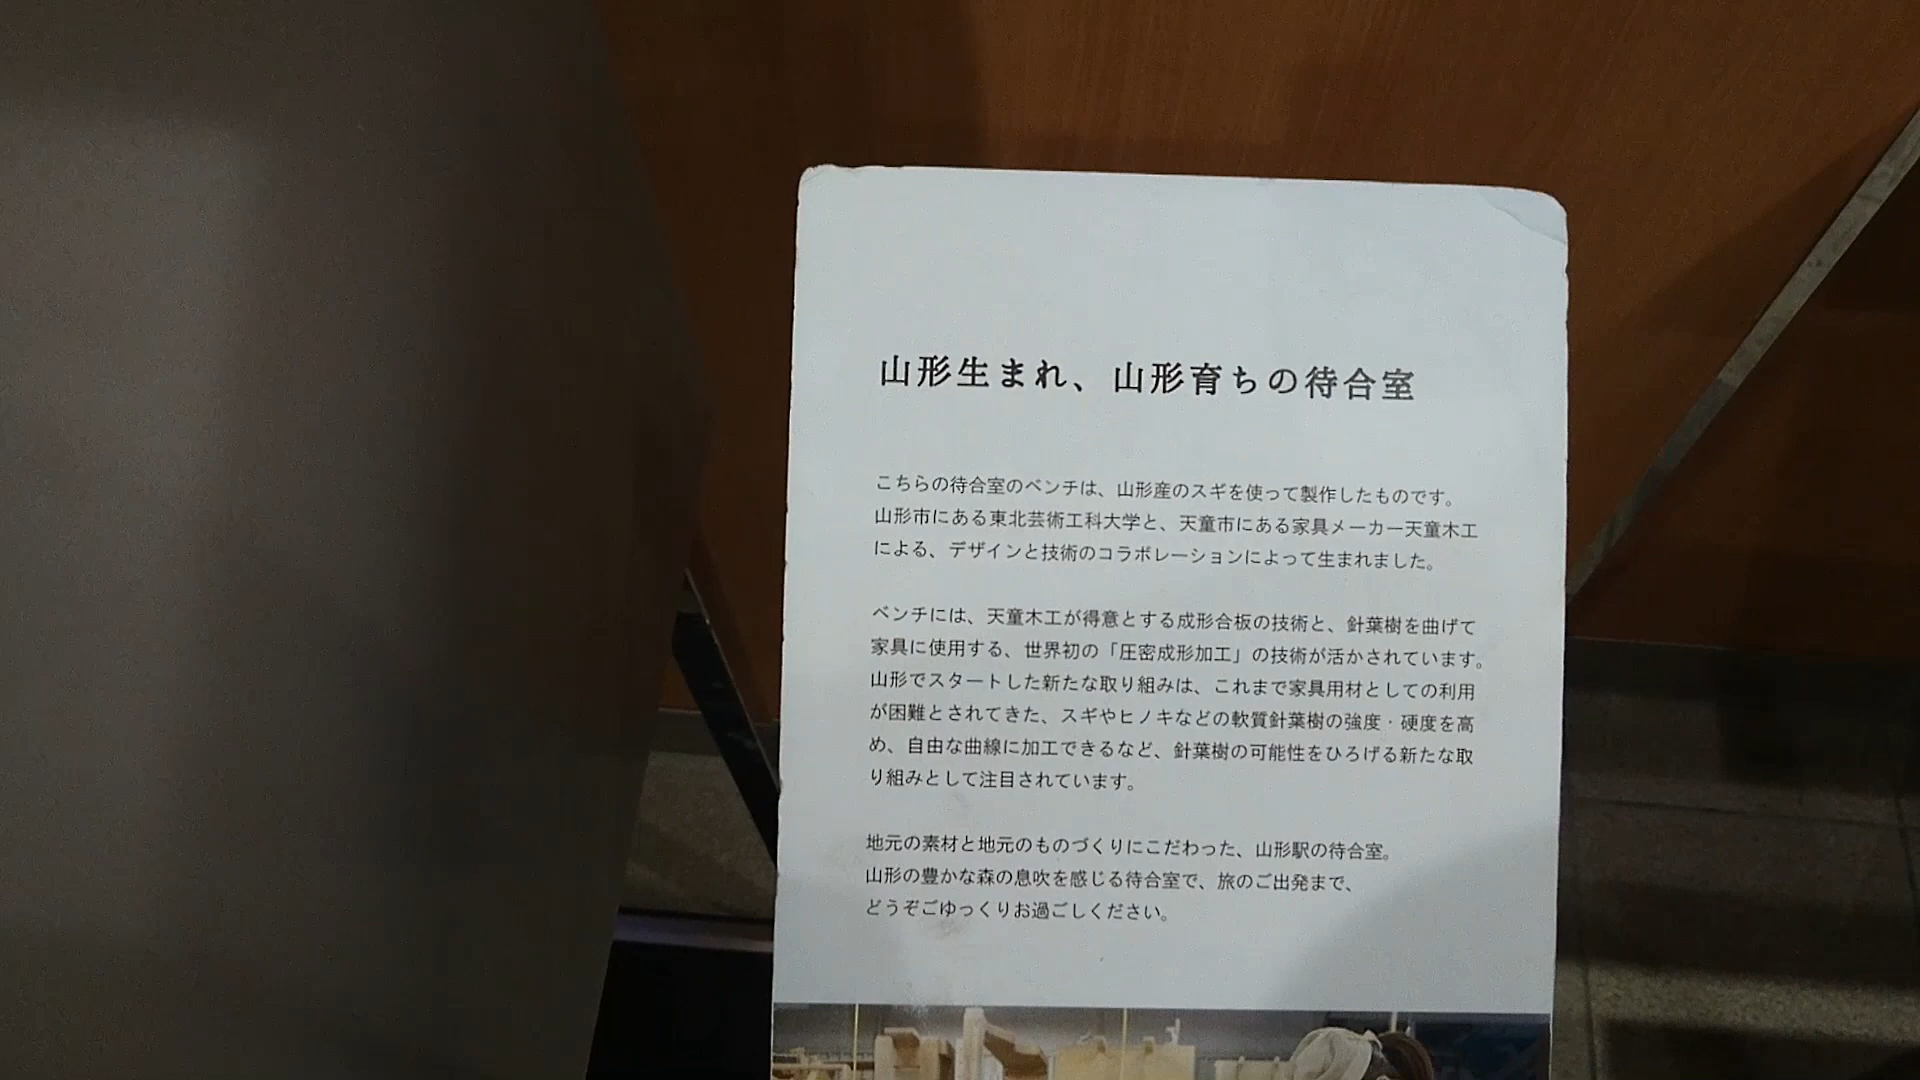 山形生まれ、山形育ちの待合室
こちらの待合室のベンチは、山形産のスギを使って製作したものです。
山形市にある東北芸術工科大学と、天童市にある家具メーカー天童木工
による、デザインと技術のコラボレーションによって生まれました。
ベンチには、天童木工が得意とする成形合板の技術と、針葉樹を曲げて
家具に使用する、世界初の「圧密成形加工」の技術が活かされています。
山形でスタートした新たな取り組みは、これまで家具用材としての利用
が困難とされてきた、スギやヒノキなどの軟質針葉樹の強度・硬度を高
め、自由な曲線に加工できるなど、針葉樹の可能性をひろげる新たな取
り組みとして注目されています。
地元の素材と地元のものづくりにこだわった、山形駅の待合室。
山形の豊かな森の息吹を感じる待合室で、旅のご出発まで、
どうぞごゆっくりお過ごしください。